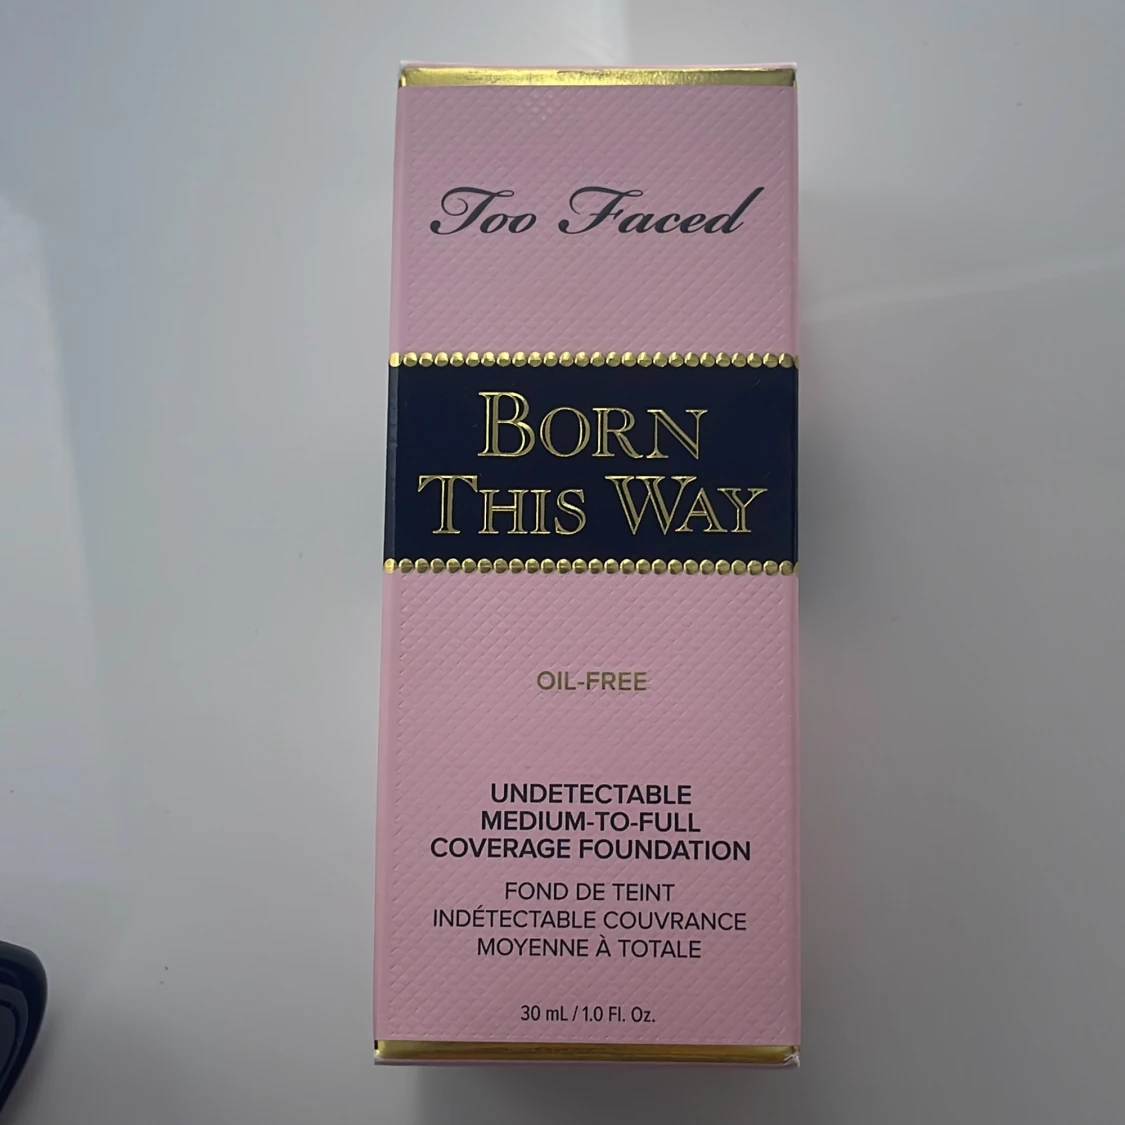 Too Faced
BORN
THIS WAY
OIL-FREE
UNDETECTABLE
MEDIUM-TO-FULL
COVERAGE FOUNDATION
FOND DE TEINT
INDÉTECTABLE COUVRANCE
MOYENNE À TOTALE
30 mL / 1.0 Fl. Oz.